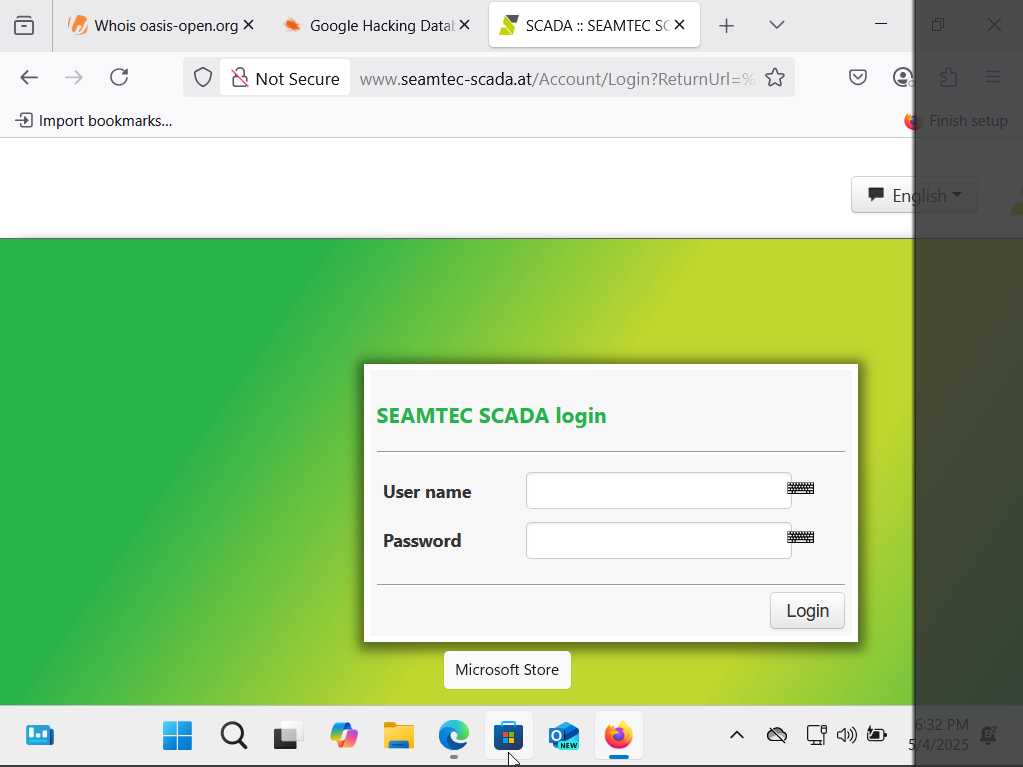 Whois oasis-open.org
Google Hacking Datab
SCADA :: SEAMTEC SC
Not Secure
www.seamtec-scada.at/Account/Login?ReturnUrl=%
Import bookmarks...
Finish setup
English
SEAMTEC SCADA login
User name
Password
Login
Microsoft Store
NEW
6:32 PM
5/4/2025